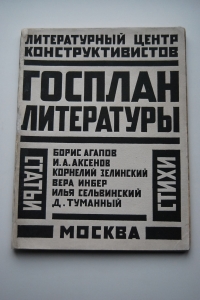 ЛИТЕРАТУРНЫЙ ЦЕНТР
КОНСТРУКТИВИСТОВ
ГОСПЛАН
ЛИТЕРАТУРЫ
СТАТЬИ
БОРИС АГАПОВ
И. А. АКСЕНОВ
КОРНЕЛИЙ ЗЕЛИНСКИЙ
ВЕРА ИНБЕР
ИЛЬЯ СЕЛЬВИНСКИЙ
Д. ТУМАННЫЙ
СТИХИ
МОСКВА